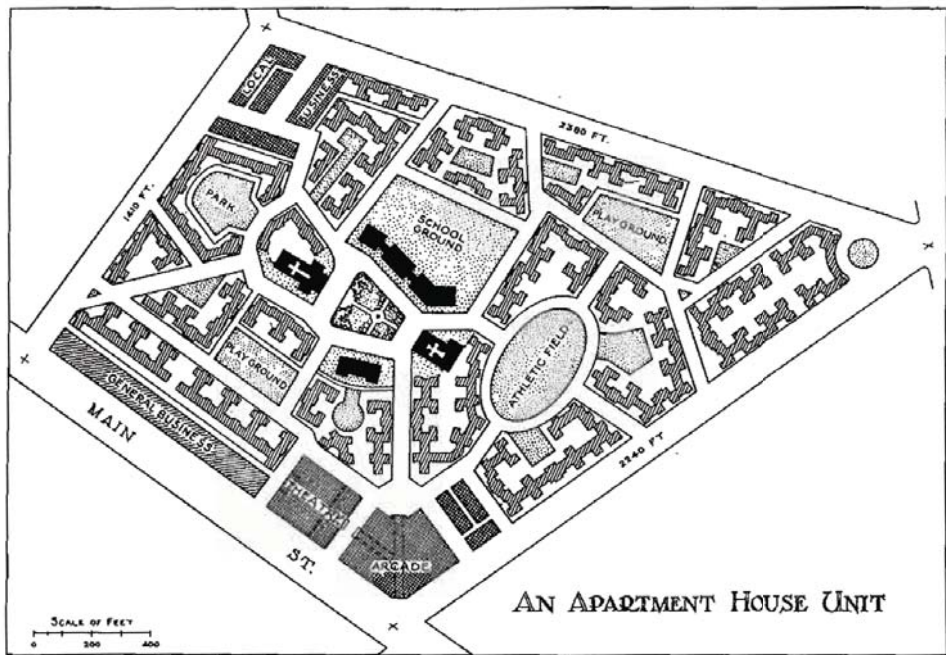 LOCAL
BUSINESS
2380 FT.
1410 FT.
PARK
SCHOOL
GROUND
PLAY GROUND
ATHLETIC FIELD
PLAY GROUND
GENERAL BUSINESS
MAIN
ST.
THEATRE
ARCADE
2240 FT
AN APARTMENT HOUSE UNIT
SCALE OF FEET
0 200 400